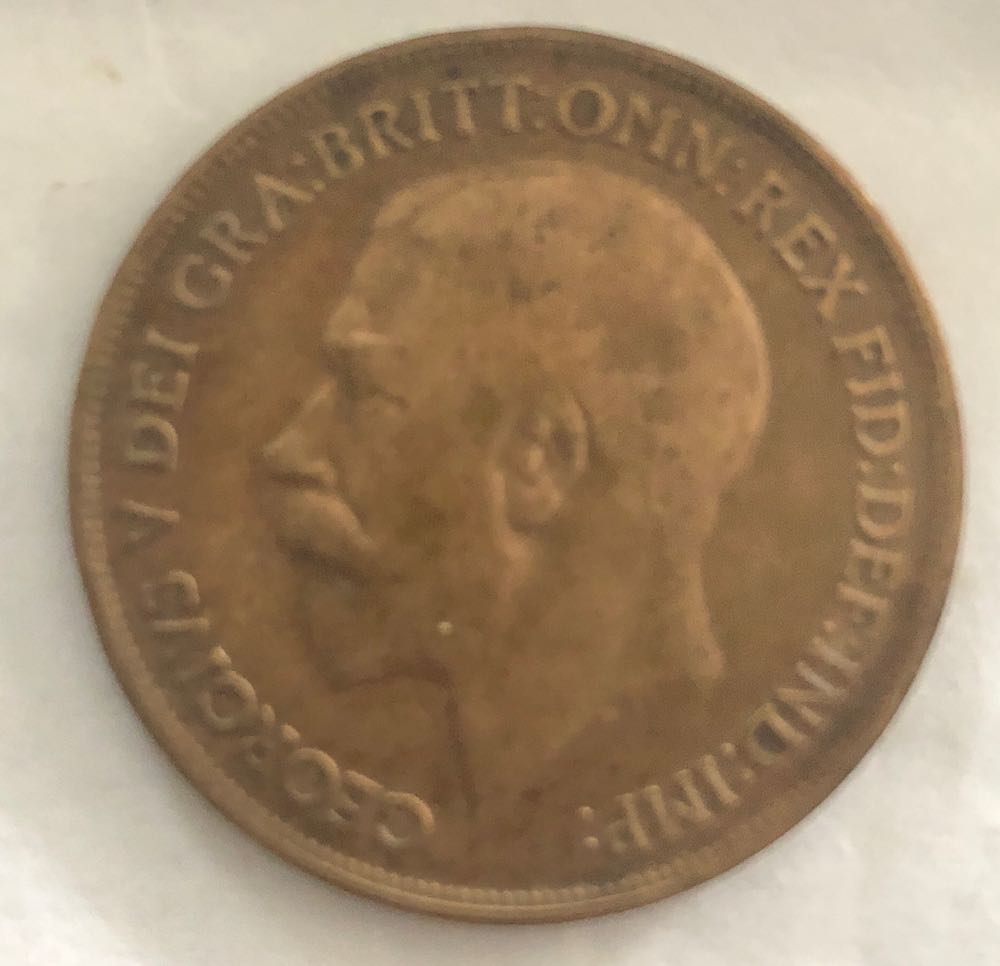 GEORGIVS V DEI GRA: BRITT: OMN: REX FID: DEF: IND: IMP: